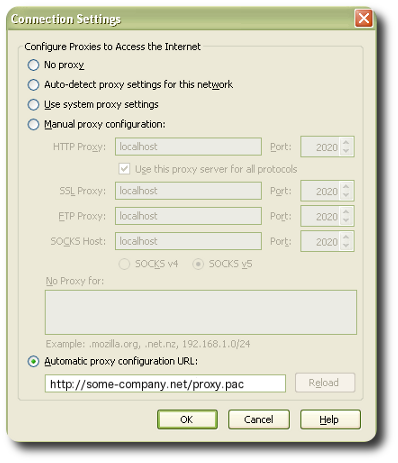 Connection Settings
Configure Proxies to Access the Internet
No proxy
Auto-detect proxy settings for this network
Use system proxy settings
Manual proxy configuration:
HTTP Proxy: localhost Port: 2020
Use this proxy server for all protocols
SSL Proxy: localhost Port: 2020
FTP Proxy: localhost Port: 2020
SOCKS Host: localhost Port: 2020
SOCKS v4 SOCKS v5
No Proxy for:
Example: .mozilla.org, .net.nz, 192.168.1.0/24
Automatic proxy configuration URL:
http://some-company.net/proxy.pac Reload
OK Cancel Help